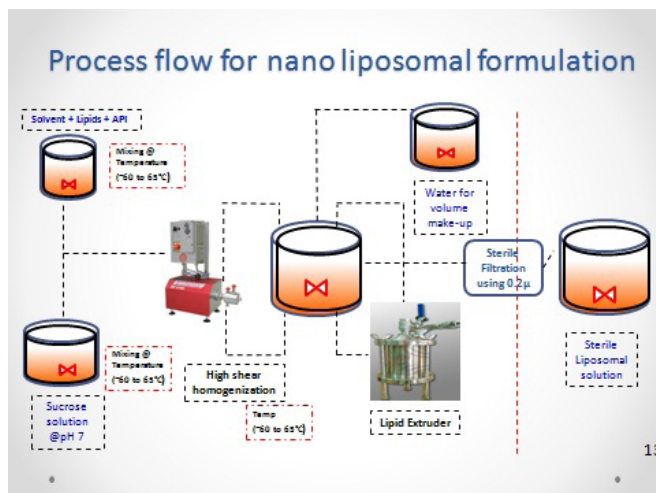 Process flow for nano liposomal formulation
Solvent + Lipids + API
Mixing @
Temperature
(~60 to 65°C)
Water for
volume
make-up
Sterile
Filtration
using 0.2µ
Mixing @
Temperature
(~60 to 65°C)
High shear
homogenization
Sterile
Liposomal
solution
Sucrose
solution
@pH 7
Temp
(~60 to 65°C)
Lipid Extruder
13